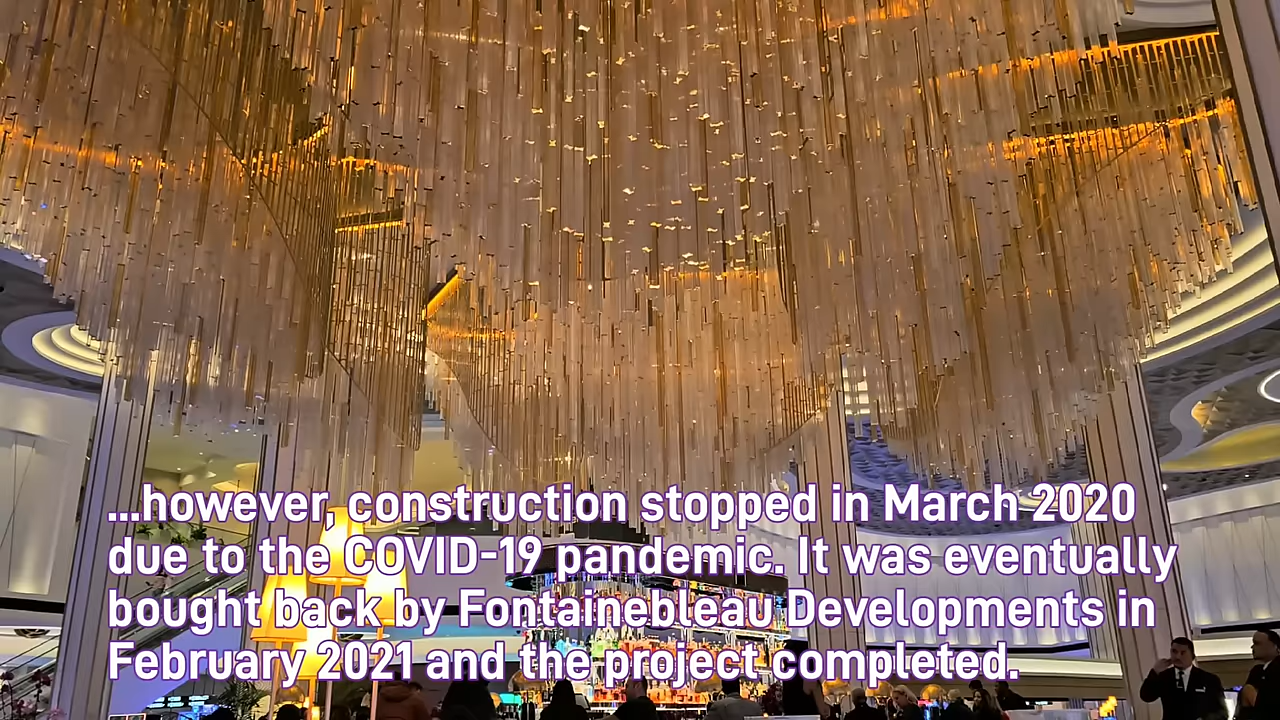 ...however, construction stopped in March 2020
due to the COVID-19 pandemic. It was eventually
bought back by Fontainebleau Developments in
February 2021 and the project completed.